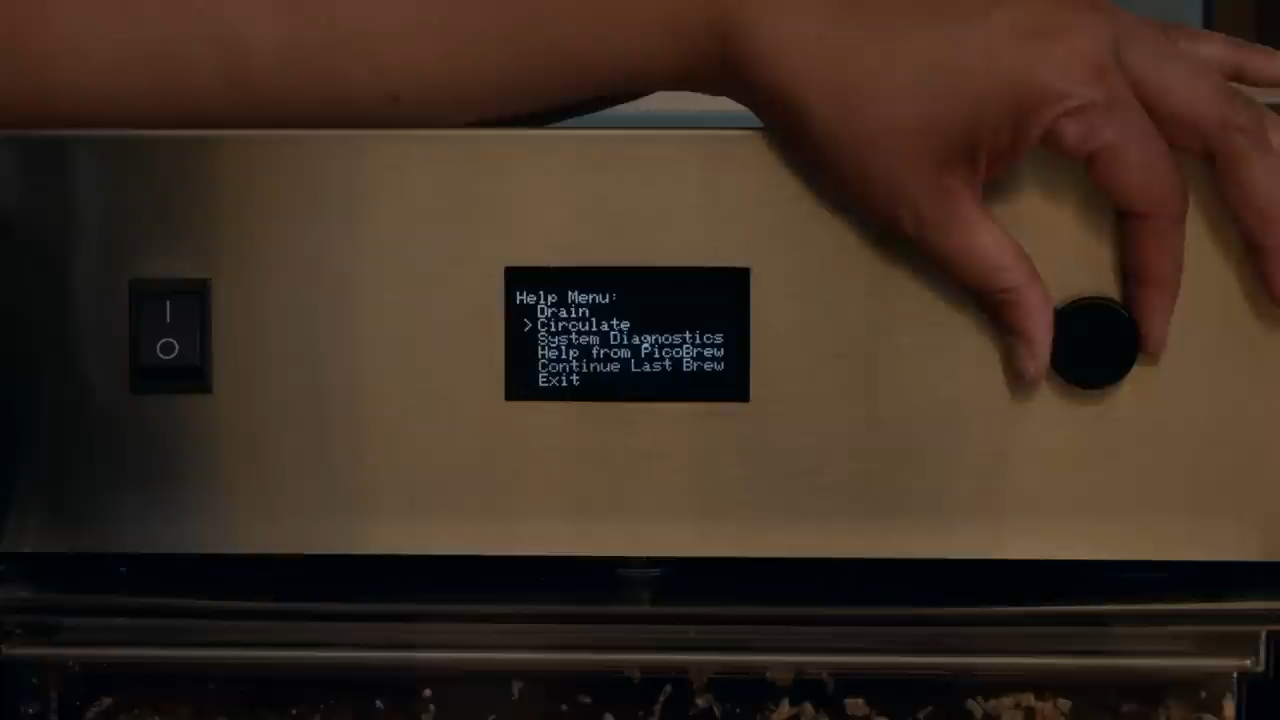 Help Menu:
Drain
>Circulate
System Diagnostics
Help from PicoBrew
Continue Last Brew
Exit